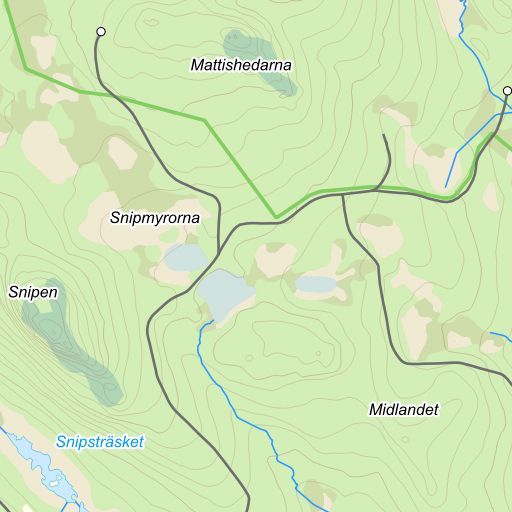 Mattishedarna
Snipmyrorna
Snipen
Midlandet
Snipsträsket